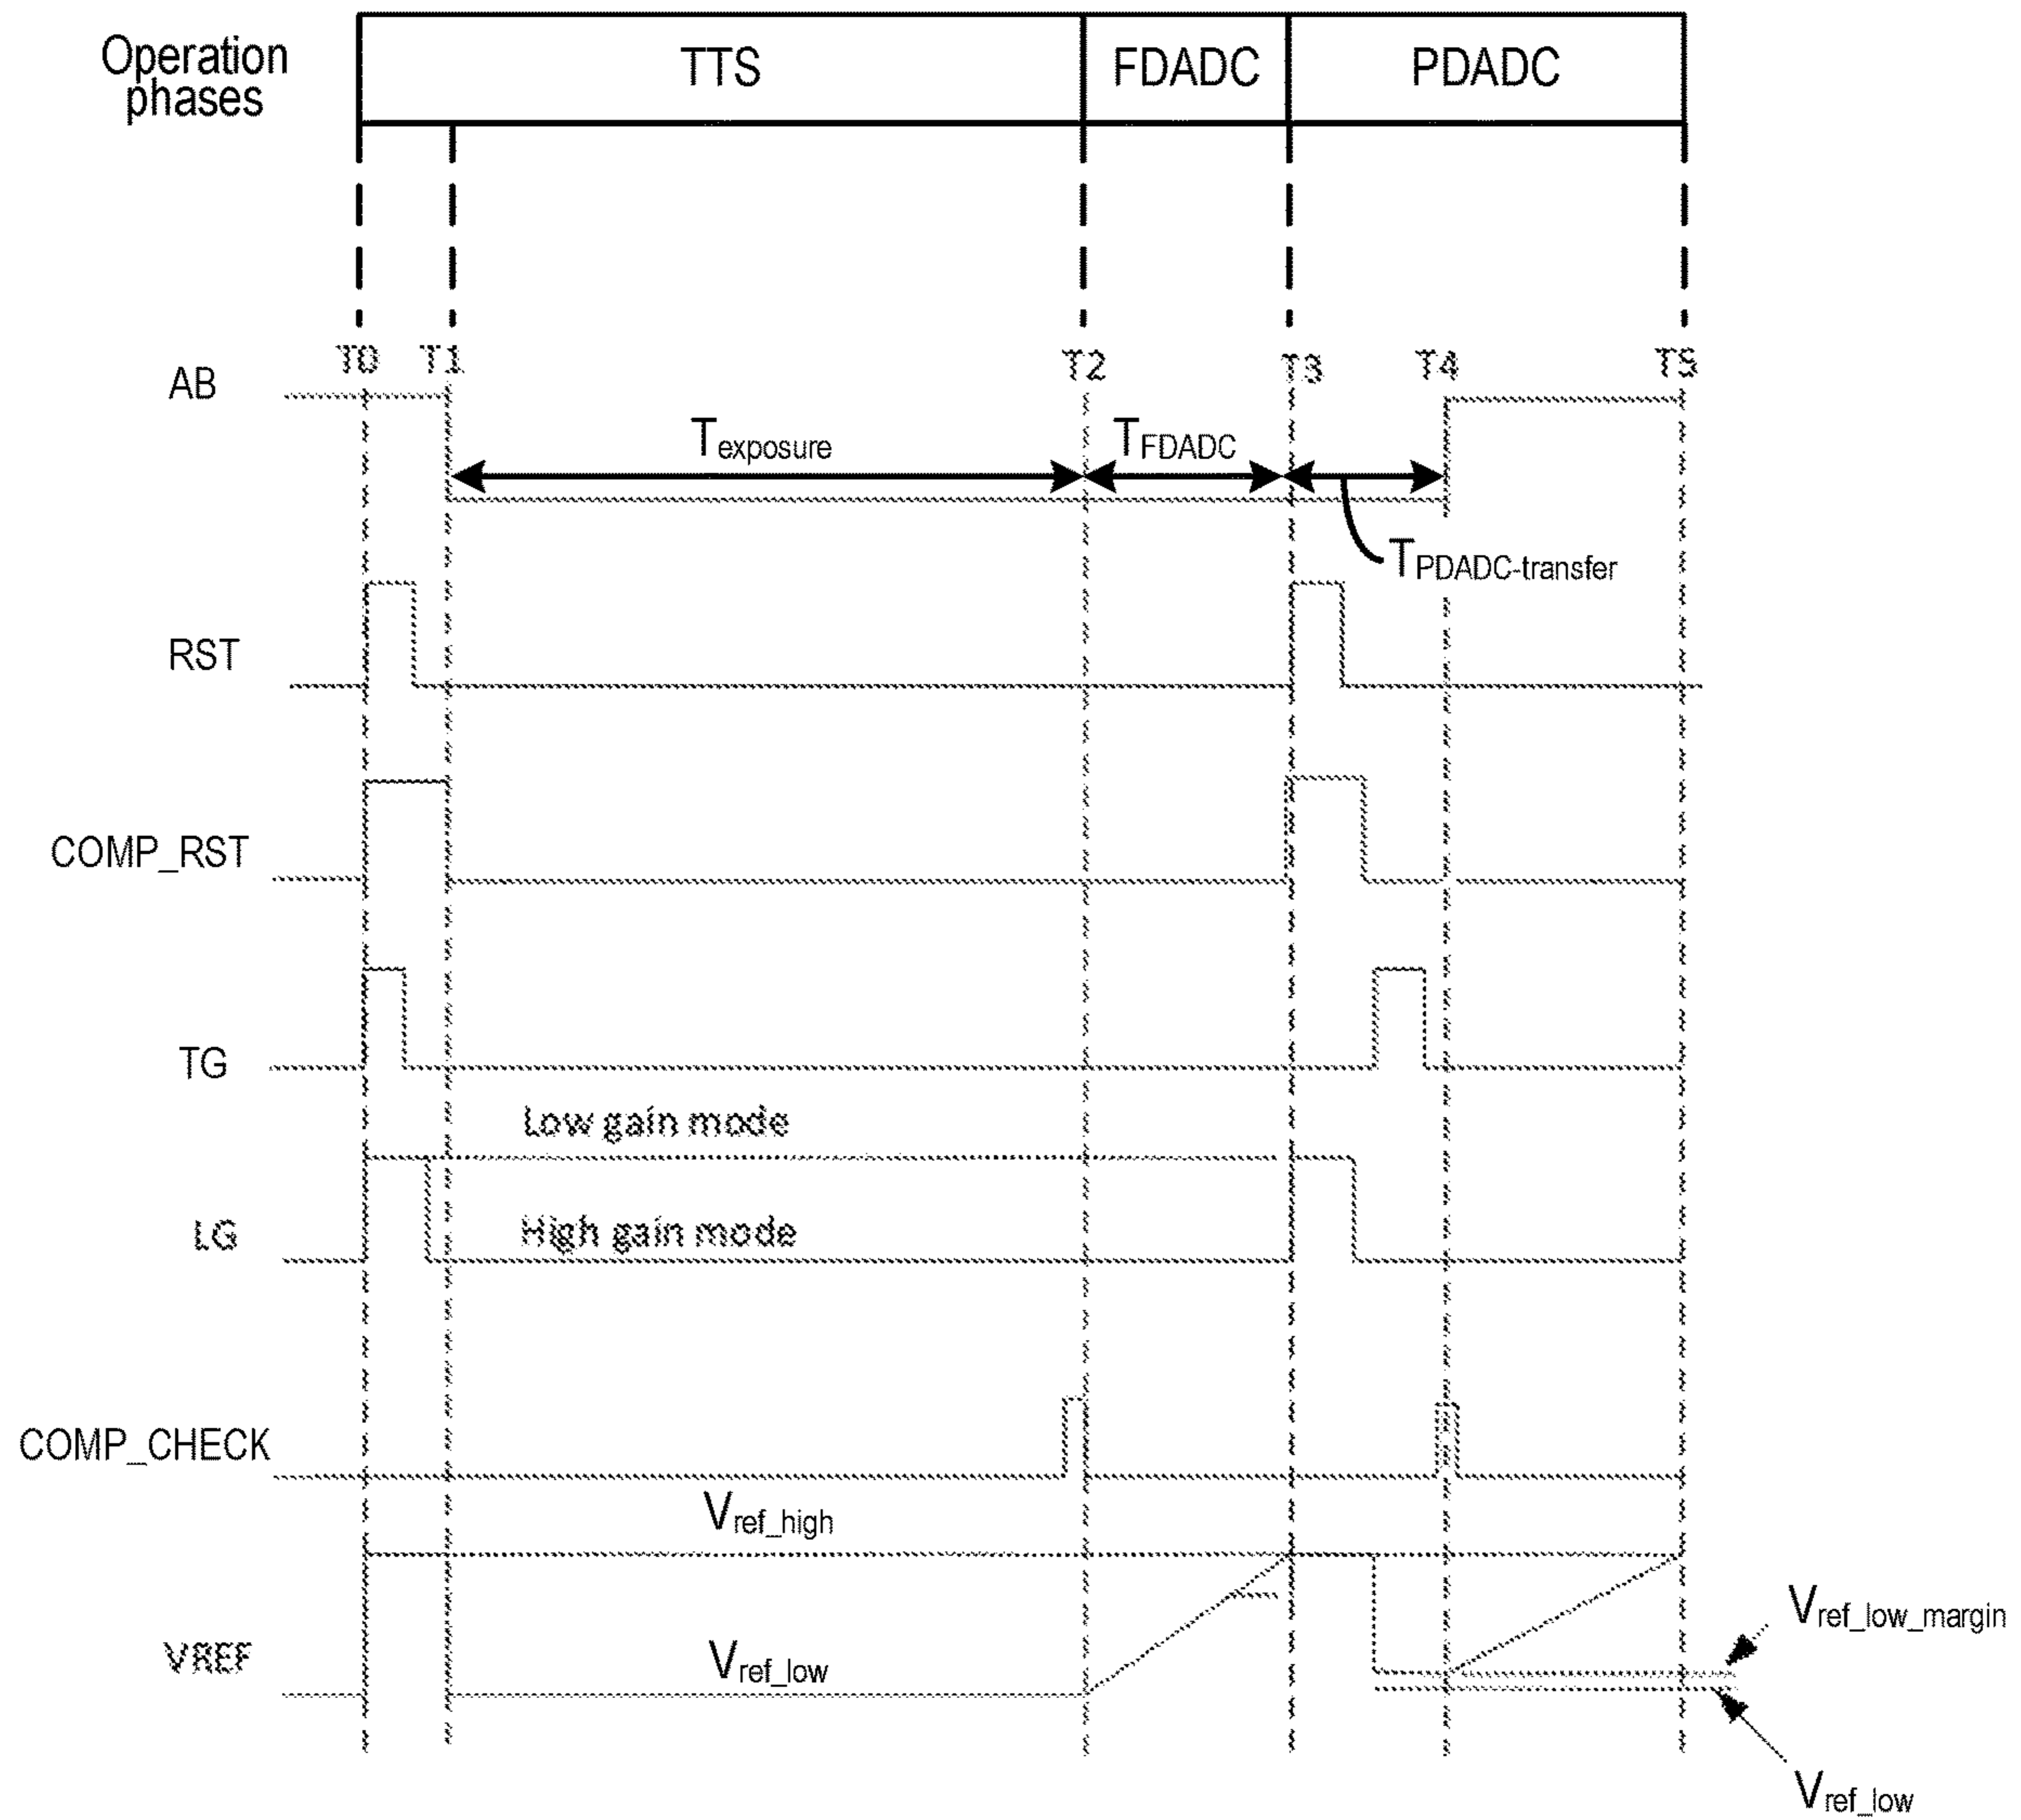 Operation phases
TTS
FDADC
PDADC
T0
T1
T2
T3
T4
T5
AB
Texposure
TFDADC
TPDADC-transfer
RST
COMP_RST
TG
Low gain mode
LG
High gain mode
COMP_CHECK
Vref_high
Vref_low_margin
VREF
Vref_low
Vref_low